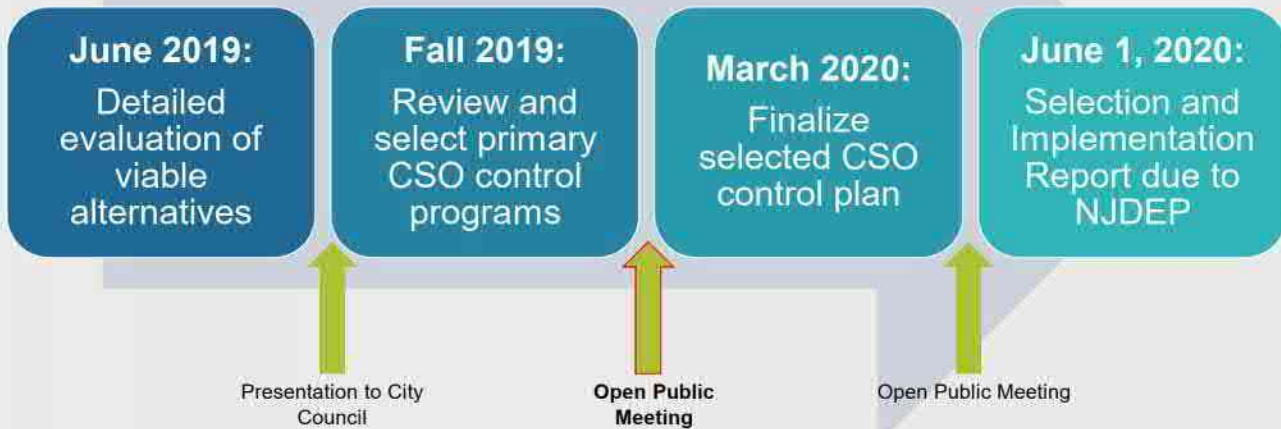 June 2019:
Detailed
evaluation of
viable
alternatives
Fall 2019:
Review and
select primary
CSO control
programs
March 2020:
Finalize
selected CSO
control plan
June 1, 2020:
Selection and
Implementation
Report due to
NJDEP
Presentation to City
Council
Open Public
Meeting
Open Public Meeting